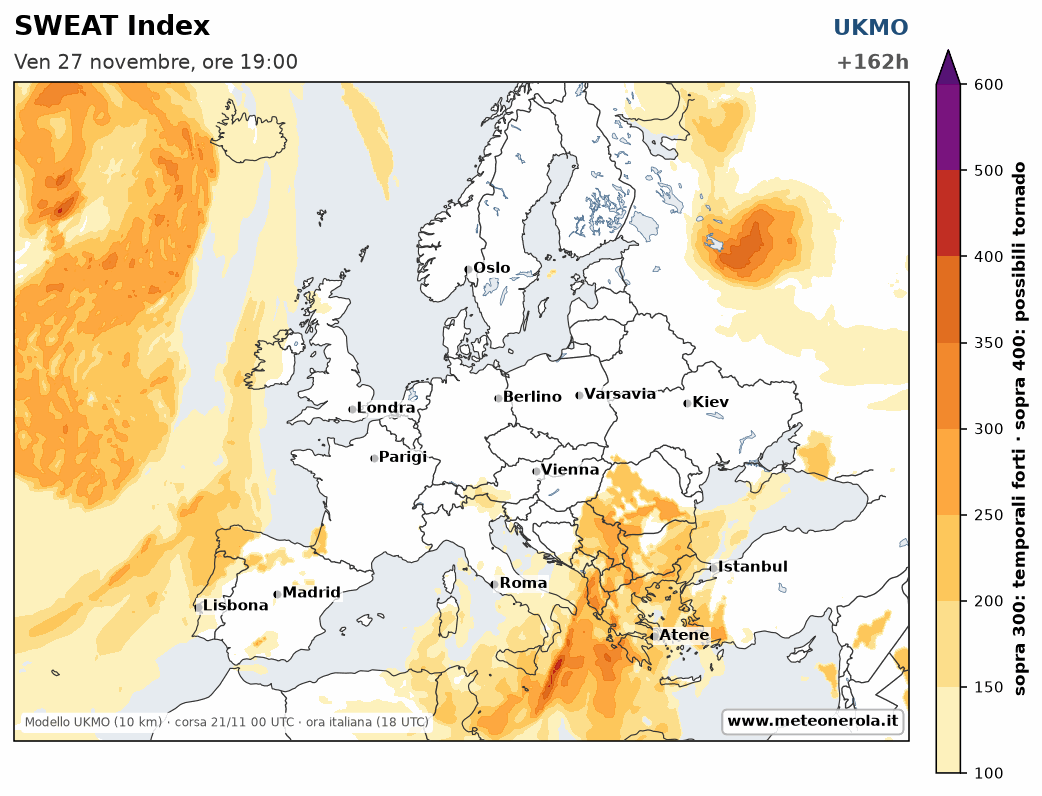 SWEAT Index
UKMO
Ven 27 novembre, ore 19:00
+162h
600
500
400
350
300
250
200
150
100
sopra 300: temporali forti · sopra 400: possibili tornado
Oslo
Berlino
Varsavia
Kiev
Londra
Parigi
Vienna
Istanbul
Roma
Madrid
Lisbona
Atene
Modello UKMO (10 km) · corsa 21/11 00 UTC · ora italiana (18 UTC)
www.meteonerola.it